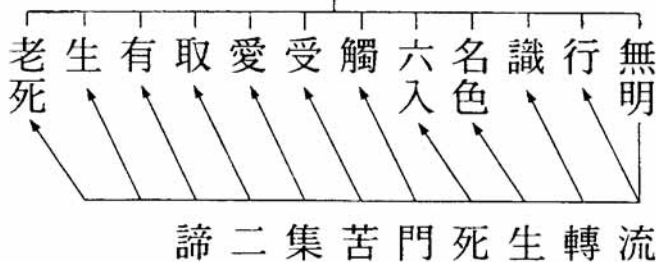 無明 行 識 名色 六入 觸 受 愛 取 有 生 老死
流轉生死門苦集二諦